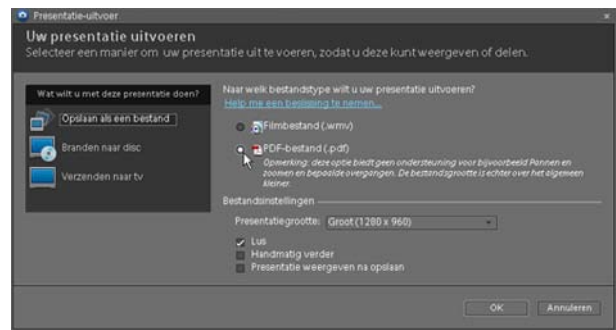 Presentatie-uitvoer
Uw presentatie uitvoeren
Selecteer een manier om uw presentatie uit te voeren, zodat u deze kunt weergeven of delen.
Wat wilt u met deze presentatie doen?
Opslaan als een bestand
Branden naar disc
Verzenden naar tv
Naar welk bestandstype wilt u uw presentatie uitvoeren?
Help me een beslissing te nemen...
Filmbestand (.wmv)
PDF-bestand (.pdf)
Opmerking: deze optie biedt geen ondersteuning voor bijvoorbeeld Pannen en
zoomen en bepaalde overgangen. De bestandsgrootte is echter over het algemeen
kleiner.
Bestandsinstellingen
Presentatiegrootte: Groot (1280 x 960)
Lus
Handmatig verder
Presentatie weergeven na opslaan
OK Annuleren